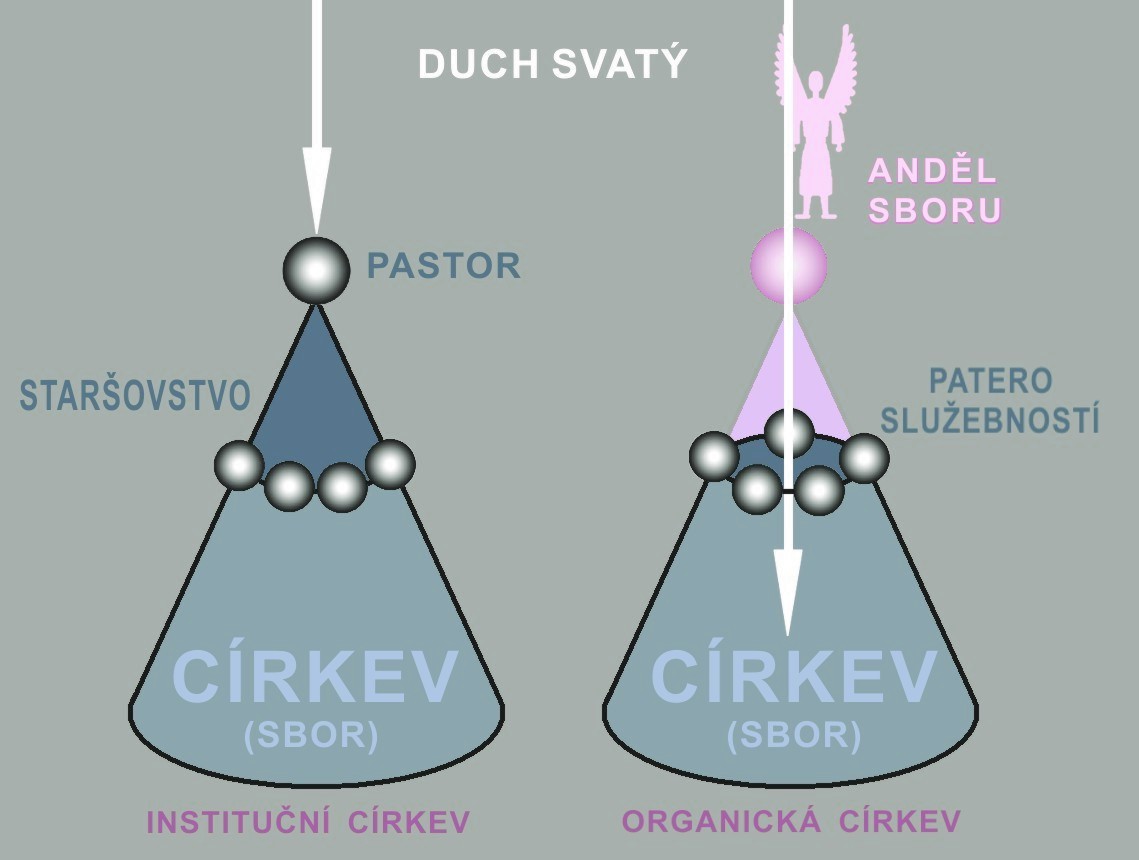 DUCH SVATÝ
ANDĚL
SBORU
PASTOR
STARŠOVSTVO
PATERO
SLUŽEBNOSTÍ
CÍRKEV
(SBOR)
CÍRKEV
(SBOR)
INSTITUČNÍ CÍRKEV
ORGANICKÁ CÍRKEV